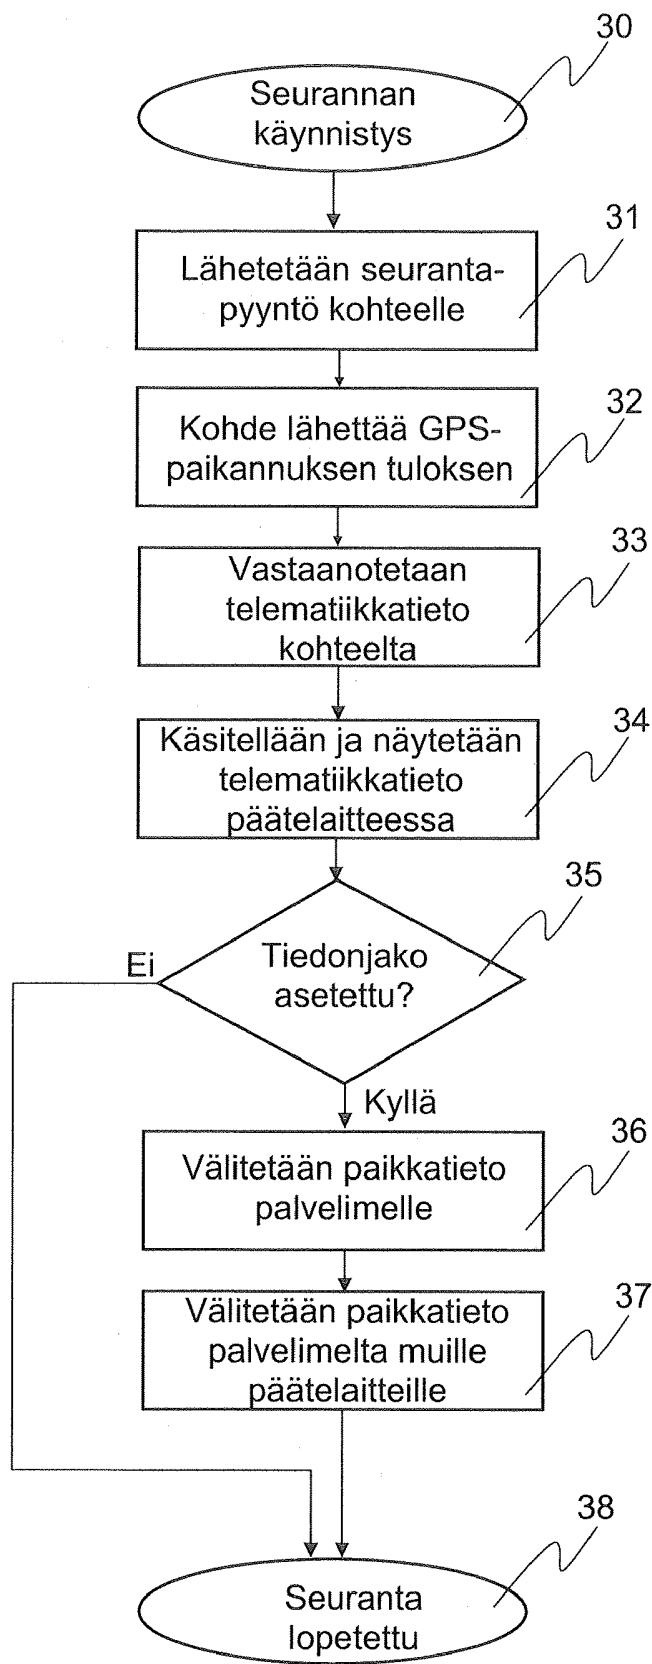 30
Seurannan
käynnistys
31
Lähetetään seuranta-
pyyntö kohteelle
32
Kohde lähettää GPS-
paikannuksen tuloksen
33
Vastaanotetaan
telematiikkatieto
kohteelta
34
Käsitellään ja näytetään
telematiikkatieto
päätelaitteessa
35
Ei
Tiedonjako
asetettu?
Kyllä
36
Välitetään paikkatieto
palvelimelle
37
Välitetään paikkatieto
palvelimelta muille
päätelaitteille
38
Seuranta
lopetettu